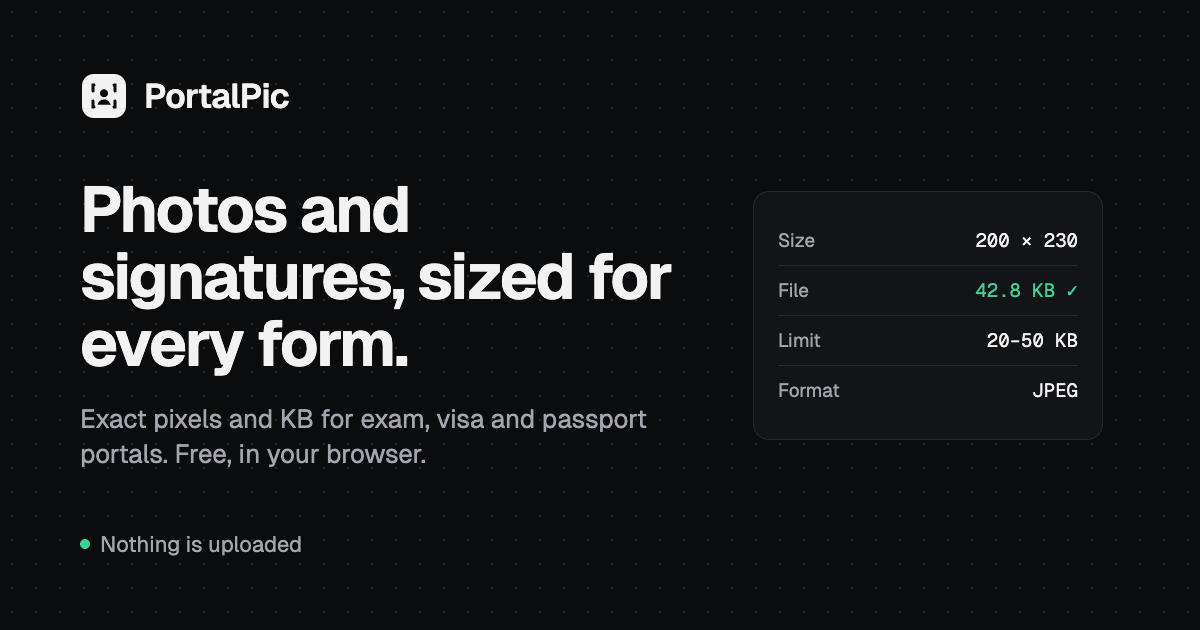 PortalPic
Photos and
signatures, sized for
every form.
Exact pixels and KB for exam, visa and passport
portals. Free, in your browser.
Nothing is uploaded
Size 200 × 230
File 42.8 KB ✓
Limit 20–50 KB
Format JPEG